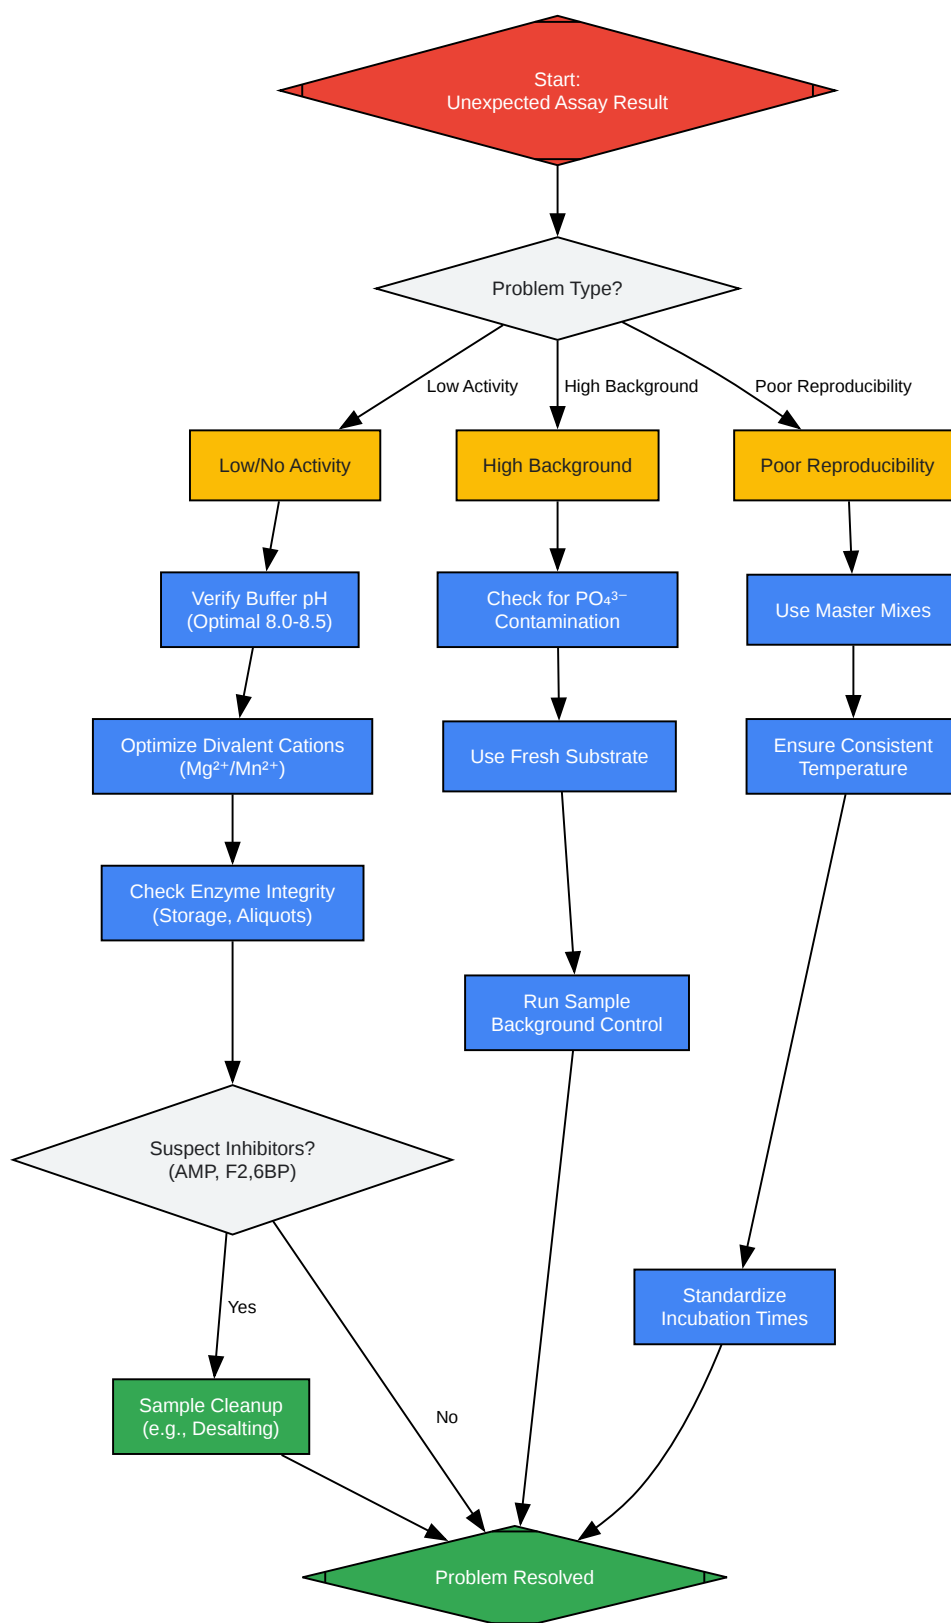 Start:
Unexpected Assay Result
Problem Type?
Low Activity
High Background
Poor Reproducibility
Low/No Activity
High Background
Poor Reproducibility
Verify Buffer pH
(Optimal 8.0-8.5)
Check for PO₄³⁻
Contamination
Use Master Mixes
Optimize Divalent Cations
(Mg²⁺/Mn²⁺)
Use Fresh Substrate
Ensure Consistent
Temperature
Check Enzyme Integrity
(Storage, Aliquots)
Run Sample
Background Control
Suspect Inhibitors?
(AMP, F2,6BP)
Yes
Standardize
Incubation Times
Sample Cleanup
(e.g., Desalting)
No
Problem Resolved